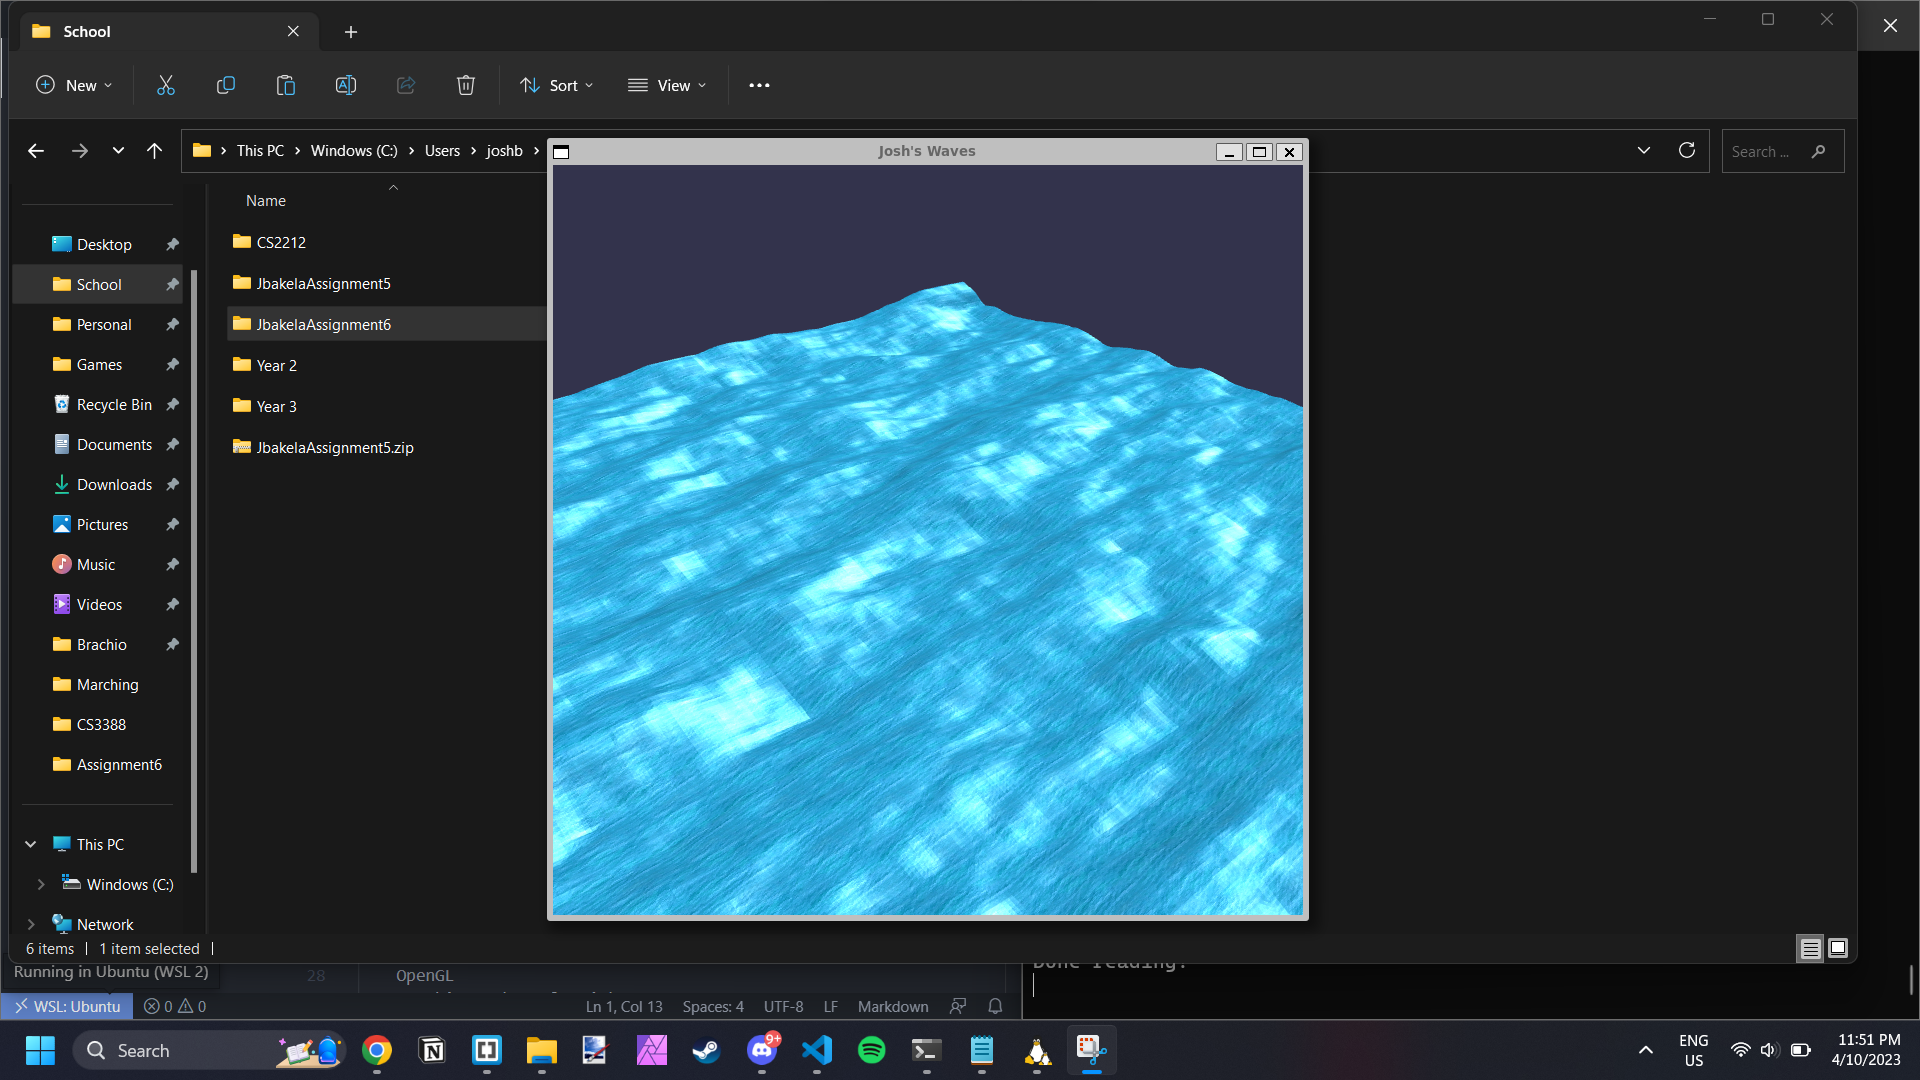 School
New
Sort
View
This PC
Windows (C:)
Users
joshb
Josh's Waves
Search ...
Name
CS2212
JbakelaAssignment5
JbakelaAssignment6
Year 2
Year 3
JbakelaAssignment5.zip
Desktop
School
Personal
Games
Recycle Bin
Documents
Downloads
Pictures
Music
Videos
Brachio
Marching
CS3388
Assignment6
This PC
Windows (C:)
Network
6 items
1 item selected
Running in Ubuntu (WSL 2)
28
OpenGL
Done reading.
WSL: Ubuntu
0
0
Ln 1, Col 13
Spaces: 4
UTF-8
LF
Markdown
Search
9+
ENG
US
11:51 PM
4/10/2023